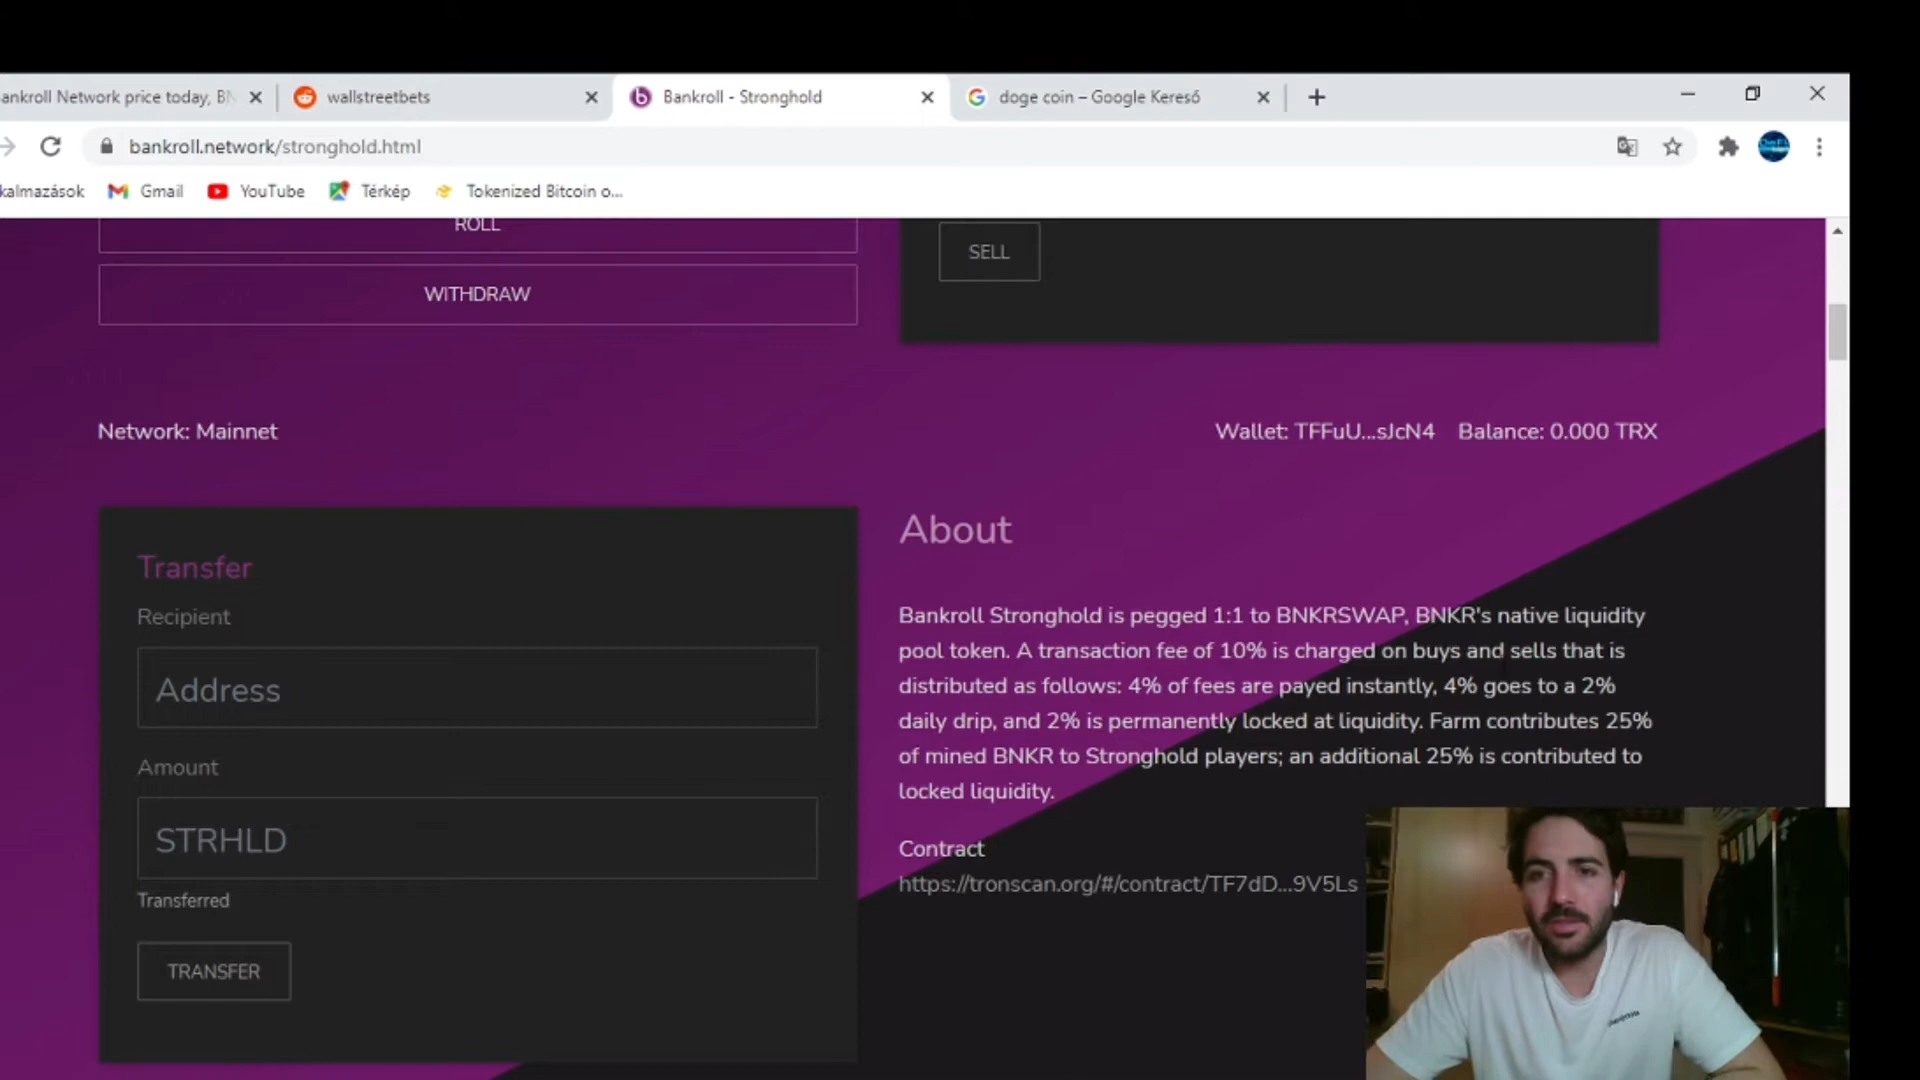 ankroll Network price today, BN
wallstreetbets
Bankroll - Stronghold
doge coin – Google Kereső
bankroll.network/stronghold.html
kalmazások
Gmail
YouTube
Térkép
Tokenized Bitcoin o...
ROLL
WITHDRAW
SELL
Network: Mainnet
Wallet: TFFuU...sJcN4 Balance: 0.000 TRX
Transfer
Recipient
Address
Amount
STRHLD
Transferred
TRANSFER
About
Bankroll Stronghold is pegged 1:1 to BNKRSWAP, BNKR's native liquidity
pool token. A transaction fee of 10% is charged on buys and sells that is
distributed as follows: 4% of fees are payed instantly, 4% goes to a 2%
daily drip, and 2% is permanently locked at liquidity. Farm contributes 25%
of mined BNKR to Stronghold players; an additional 25% is contributed to
locked liquidity.
Contract
https://tronscan.org/#/contract/TF7dD...9V5Ls